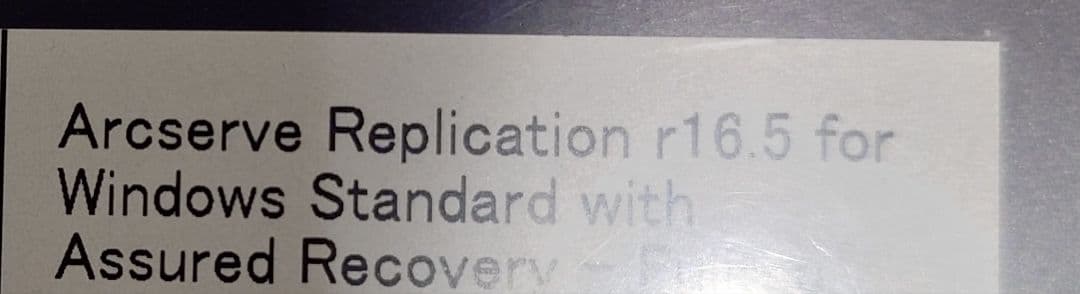 Arcserve Replication r16.5 for
Windows Standard with
Assured Recovery -